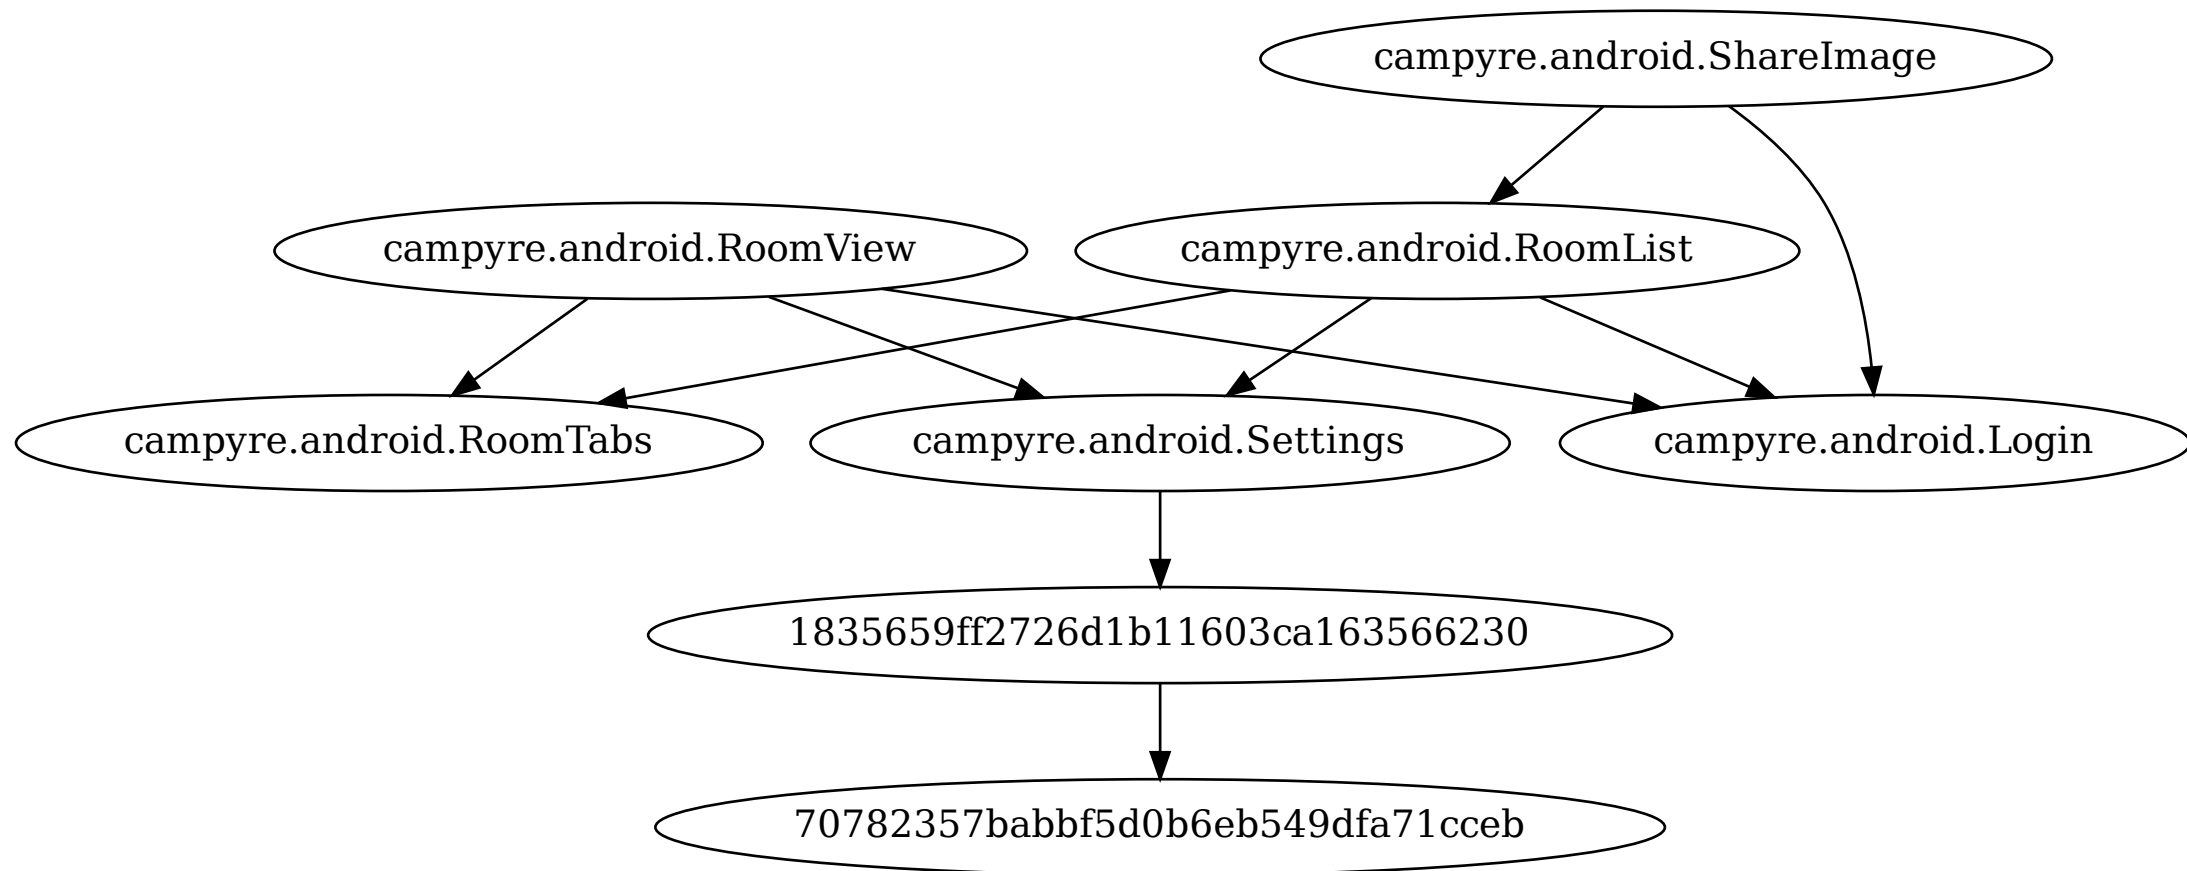 campyre.android.ShareImage
campyre.android.RoomView
campyre.android.RoomList
campyre.android.RoomTabs
campyre.android.Settings
campyre.android.Login
1835659ff2726d1b11603ca163566230
70782357babbf5d0b6eb549dfa71cceb